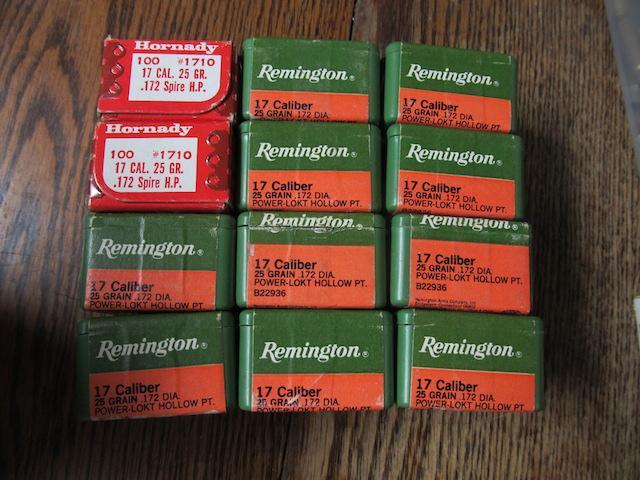 Hornady
100 #1710
17 CAL. 25 GR.
.172 Spire H.P.
Remington®
17 Caliber
25 GRAIN .172 DIA.
POWER-LOKT HOLLOW PT.
Remington®
17 Caliber
25 GRAIN .172 DIA.
POWER-LOKT HOLLOW PT.
Hornady
100 #1710
17 CAL. 25 GR.
.172 Spire H.P.
Remington®
17 Caliber
25 GRAIN .172 DIA.
POWER-LOKT HOLLOW PT.
Remington®
17 Caliber
25 GRAIN .172 DIA.
POWER-LOKT HOLLOW PT.
Remington®
17 Caliber
25 GRAIN .172 DIA.
POWER-LOKT HOLLOW PT.
Remington®
17 Caliber
25 GRAIN .172 DIA.
POWER-LOKT HOLLOW PT.
B22936
Remington®
17 Caliber
25 GRAIN .172 DIA.
POWER-LOKT HOLLOW PT.
B22936
Remington Arms Company, Inc.
Remington®
17 Caliber
25 GRAIN .172 DIA.
POWER-LOKT HOLLOW PT.
Remington®
17 Caliber
25 GRAIN .172 DIA.
POWER-LOKT HOLLOW PT.
Remington®
17 Caliber
25 GRAIN .172 DIA.
POWER-LOKT HOLLOW PT.